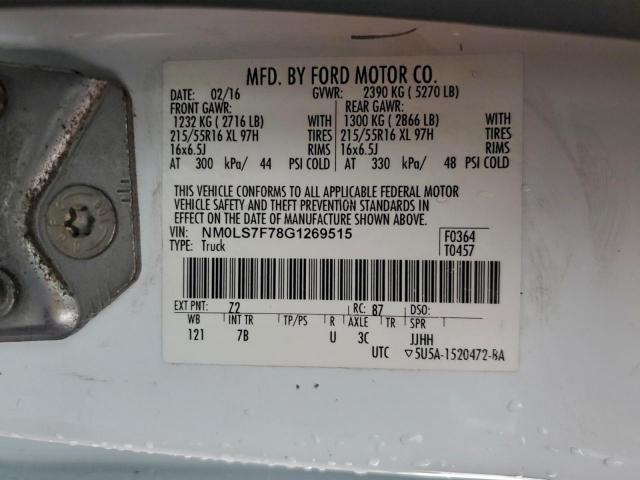 MFD. BY FORD MOTOR CO.
DATE: 02/16 GVWR: 2390 KG ( 5270 LB)
FRONT GAWR: REAR GAWR:
1232 KG ( 2716 LB) WITH 1300 KG ( 2866 LB) WITH
215/55R16 XL 97H TIRES 215/55R16 XL 97H TIRES
16x6.5J RIMS 16x6.5J RIMS
AT 300 kPa/ 44 PSI COLD AT 330 kPa/ 48 PSI COLD
THIS VEHICLE CONFORMS TO ALL APPLICABLE FEDERAL MOTOR
VEHICLE SAFETY AND THEFT PREVENTION STANDARDS IN
EFFECT ON THE DATE OF MANUFACTURE SHOWN ABOVE.
VIN: NM0LS7F78G1269515 F0364
TYPE: Truck T0457
EXT PNT: Z2 RC: 87 DSO:
WB INT TR TP/PS R AXLE TR SPR
121 7B U 3C JJHH
UTC ▽5U5A-1520472-BA